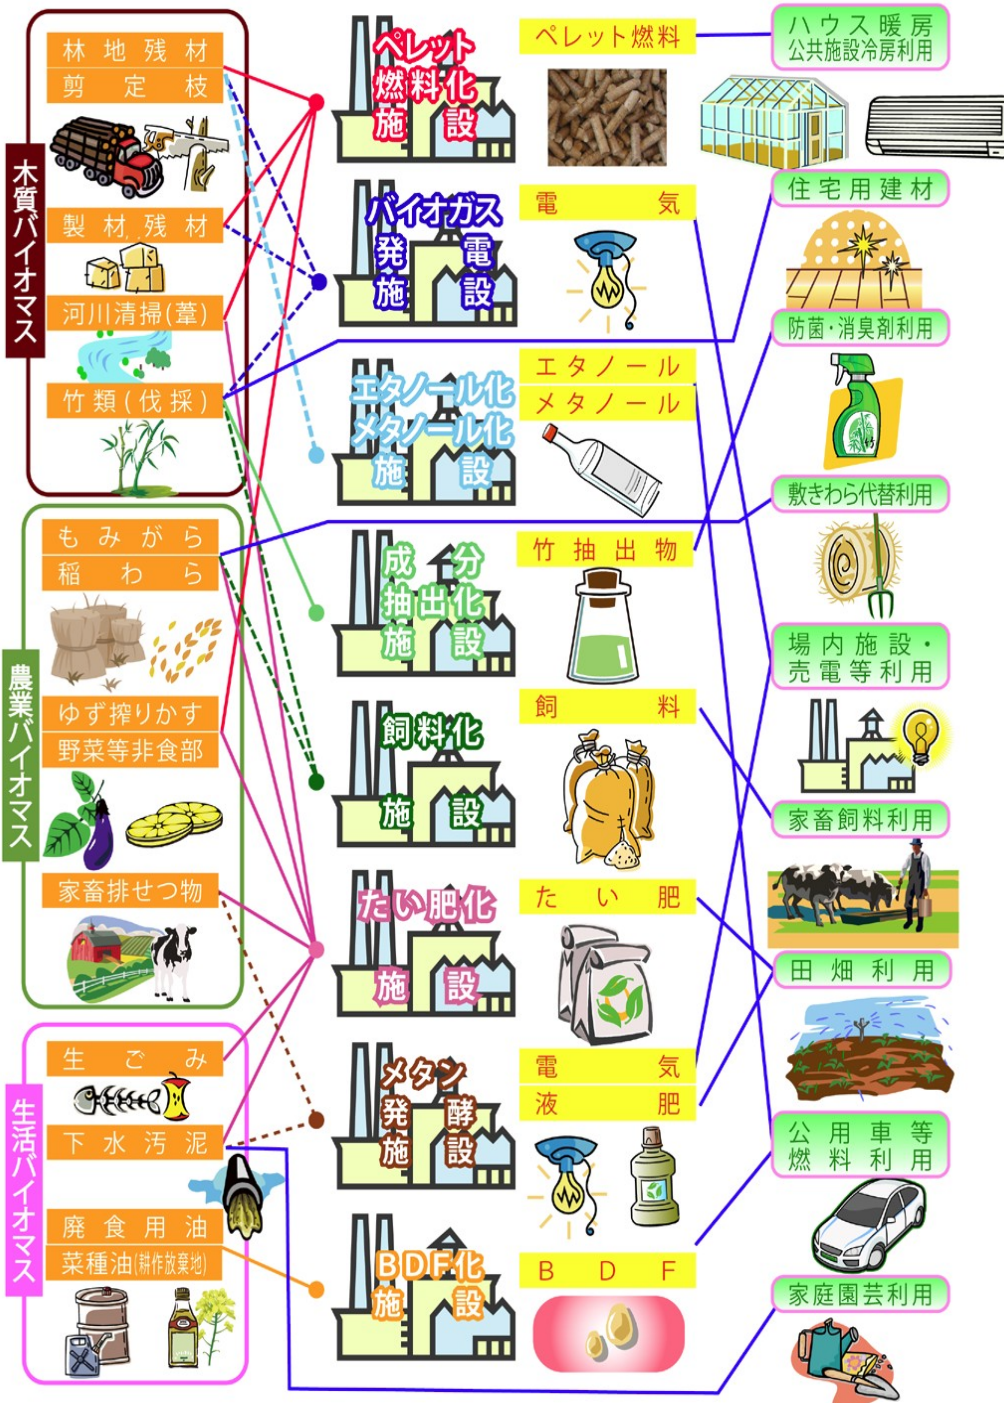 木質バイオマス
林地残材
剪定枝
製材残材
河川清掃(葦)
竹類(伐採)
農業バイオマス
もみがら
稲わら
ゆず搾りかす
野菜等非食部
家畜排せつ物
生活バイオマス
生ごみ
下水汚泥
廃食用油
菜種油(耕作放棄地)
ペレット
燃料化
施設
バイオガス
発電
施設
エタノール化
メタノール化
施設
成分
抽出化
施設
飼料化
施設
たい肥化
施設
メタン
発酵
施設
BDF化
施設
ペレット燃料
電気
エタノール
メタノール
竹抽出物
飼料
たい肥
電気
液肥
BDF
ハウス暖房
公共施設冷房利用
住宅用建材
防菌・消臭剤利用
敷きわら代替利用
場内施設・
売電等利用
家畜飼料利用
田畑利用
公用車等
燃料利用
家庭園芸利用